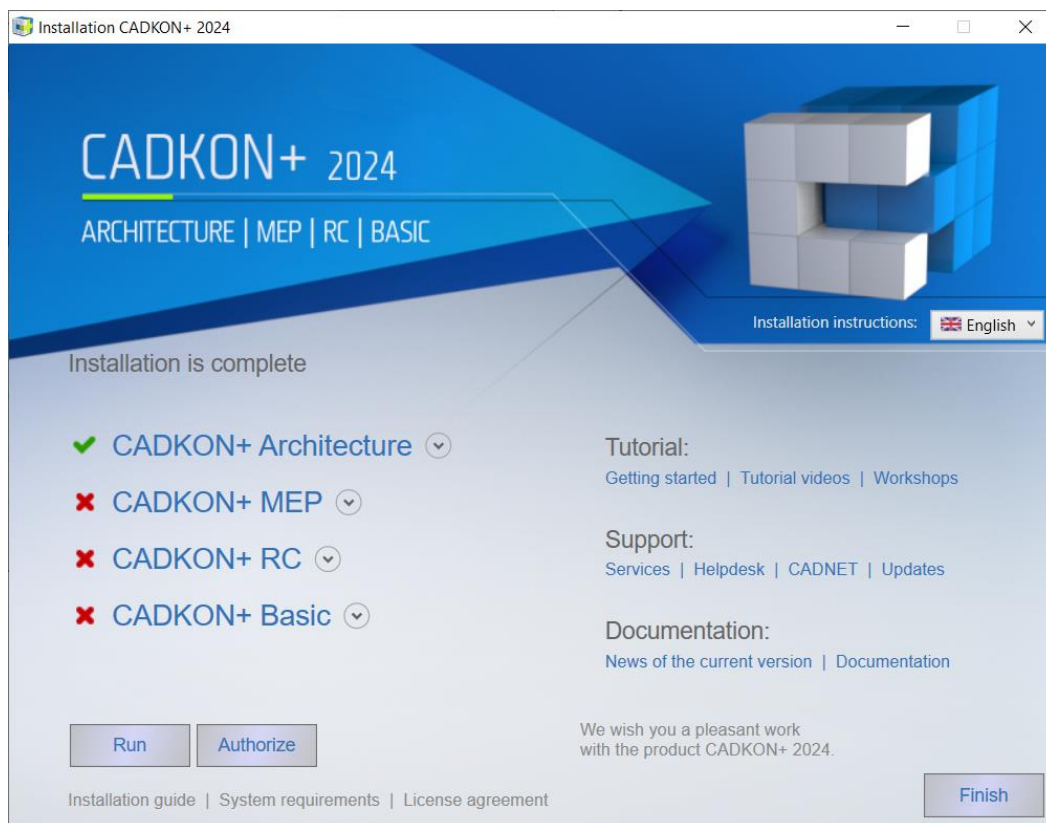 Installation CADKON+ 2024
CADKON+ 2024
ARCHITECTURE | MEP | RC | BASIC
Installation instructions: English
Installation is complete
CADKON+ Architecture
CADKON+ MEP
CADKON+ RC
CADKON+ Basic
Tutorial:
Getting started | Tutorial videos | Workshops
Support:
Services | Helpdesk | CADNET | Updates
Documentation:
News of the current version | Documentation
Run Authorize
We wish you a pleasant work
with the product CADKON+ 2024.
Installation guide | System requirements | License agreement
Finish